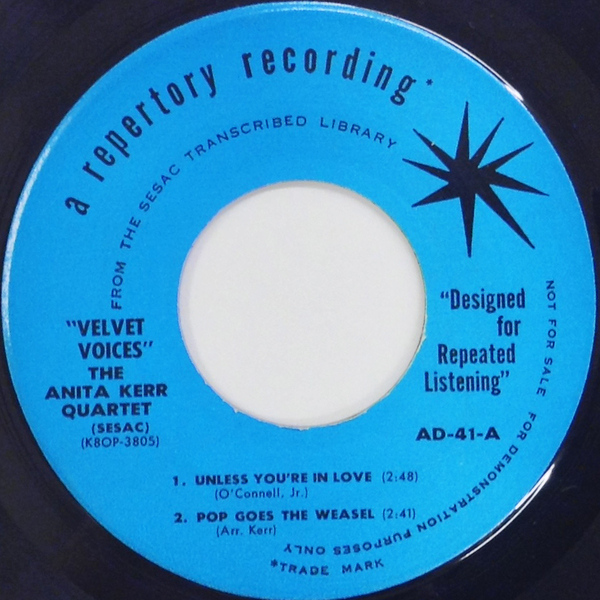 a repertory recording*
FROM THE SESAC TRANSCRIBED LIBRARY
"VELVET
VOICES"
THE
ANITA KERR
QUARTET
(SESAC)
(K8OP-3805)
"Designed
for
Repeated
Listening"
AD-41-A
NOT FOR SALE FOR DEMONSTRATION PURPOSES ONLY
1. UNLESS YOU'RE IN LOVE (2:48)
(O'Connell, Jr.)
2. POP GOES THE WEASEL (2:41)
(Arr. Kerr)
*TRADE MARK